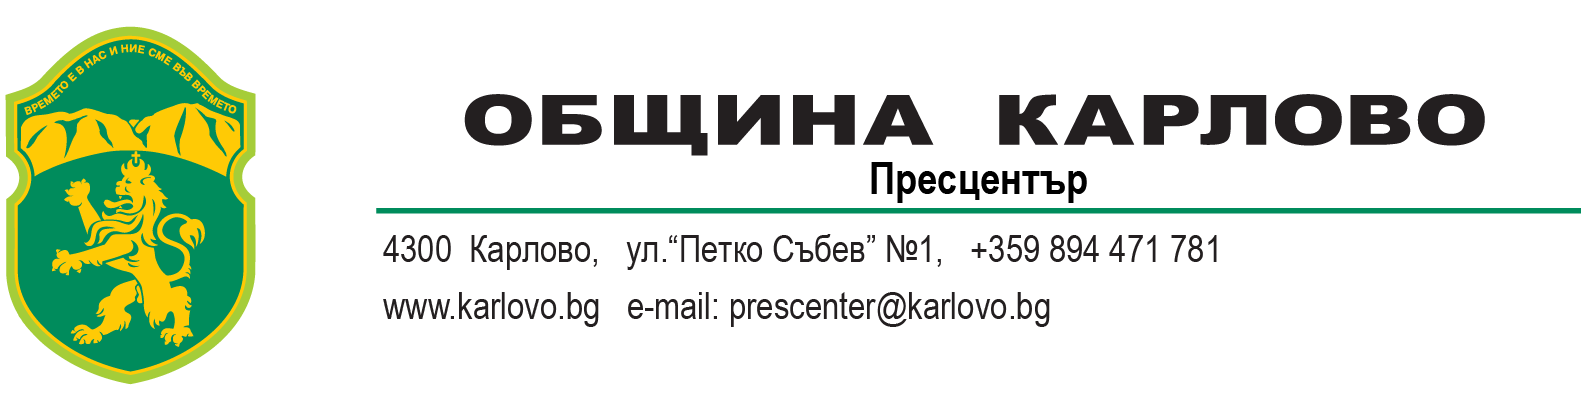 ВРЕМЕТО Е В НАС И НИЕ СМЕ ВЪВ ВРЕМЕТО
ОБЩИНА КАРЛОВО
Пресцентър
4300 Карлово, ул.“Петко Събев” №1, +359 894 471 781
www.karlovo.bg e-mail: prescenter@karlovo.bg